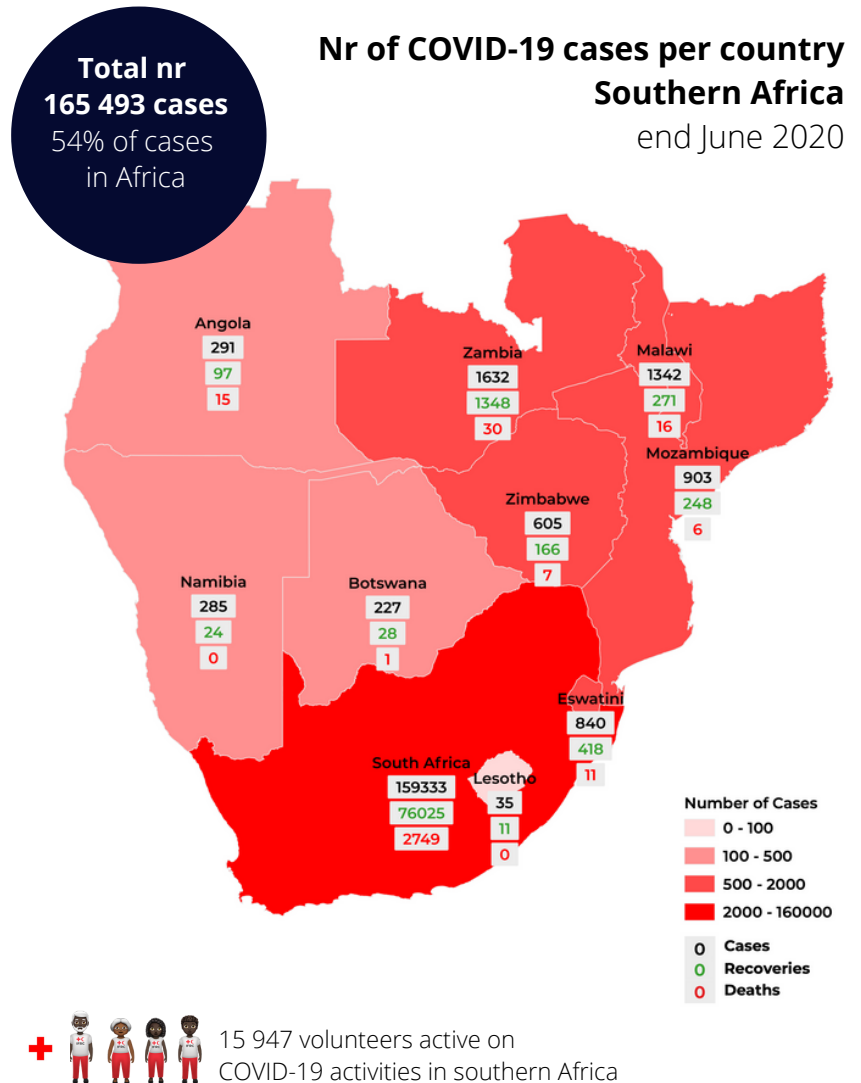 Total nr
165 493 cases
54% of cases
in Africa
Nr of COVID-19 cases per country
Southern Africa
end June 2020
Angola
291
97
15
Zambia
1632
1348
30
Malawi
1342
271
16
Mozambique
903
248
6
Zimbabwe
605
166
7
Namibia
285
24
0
Botswana
227
28
1
Eswatini
840
418
11
South Africa
159333
76025
2749
Lesotho
35
11
0
Number of Cases
0 - 100
100 - 500
500 - 2000
2000 - 160000
0 Cases
0 Recoveries
0 Deaths
15 947 volunteers active on
COVID-19 activities in southern Africa